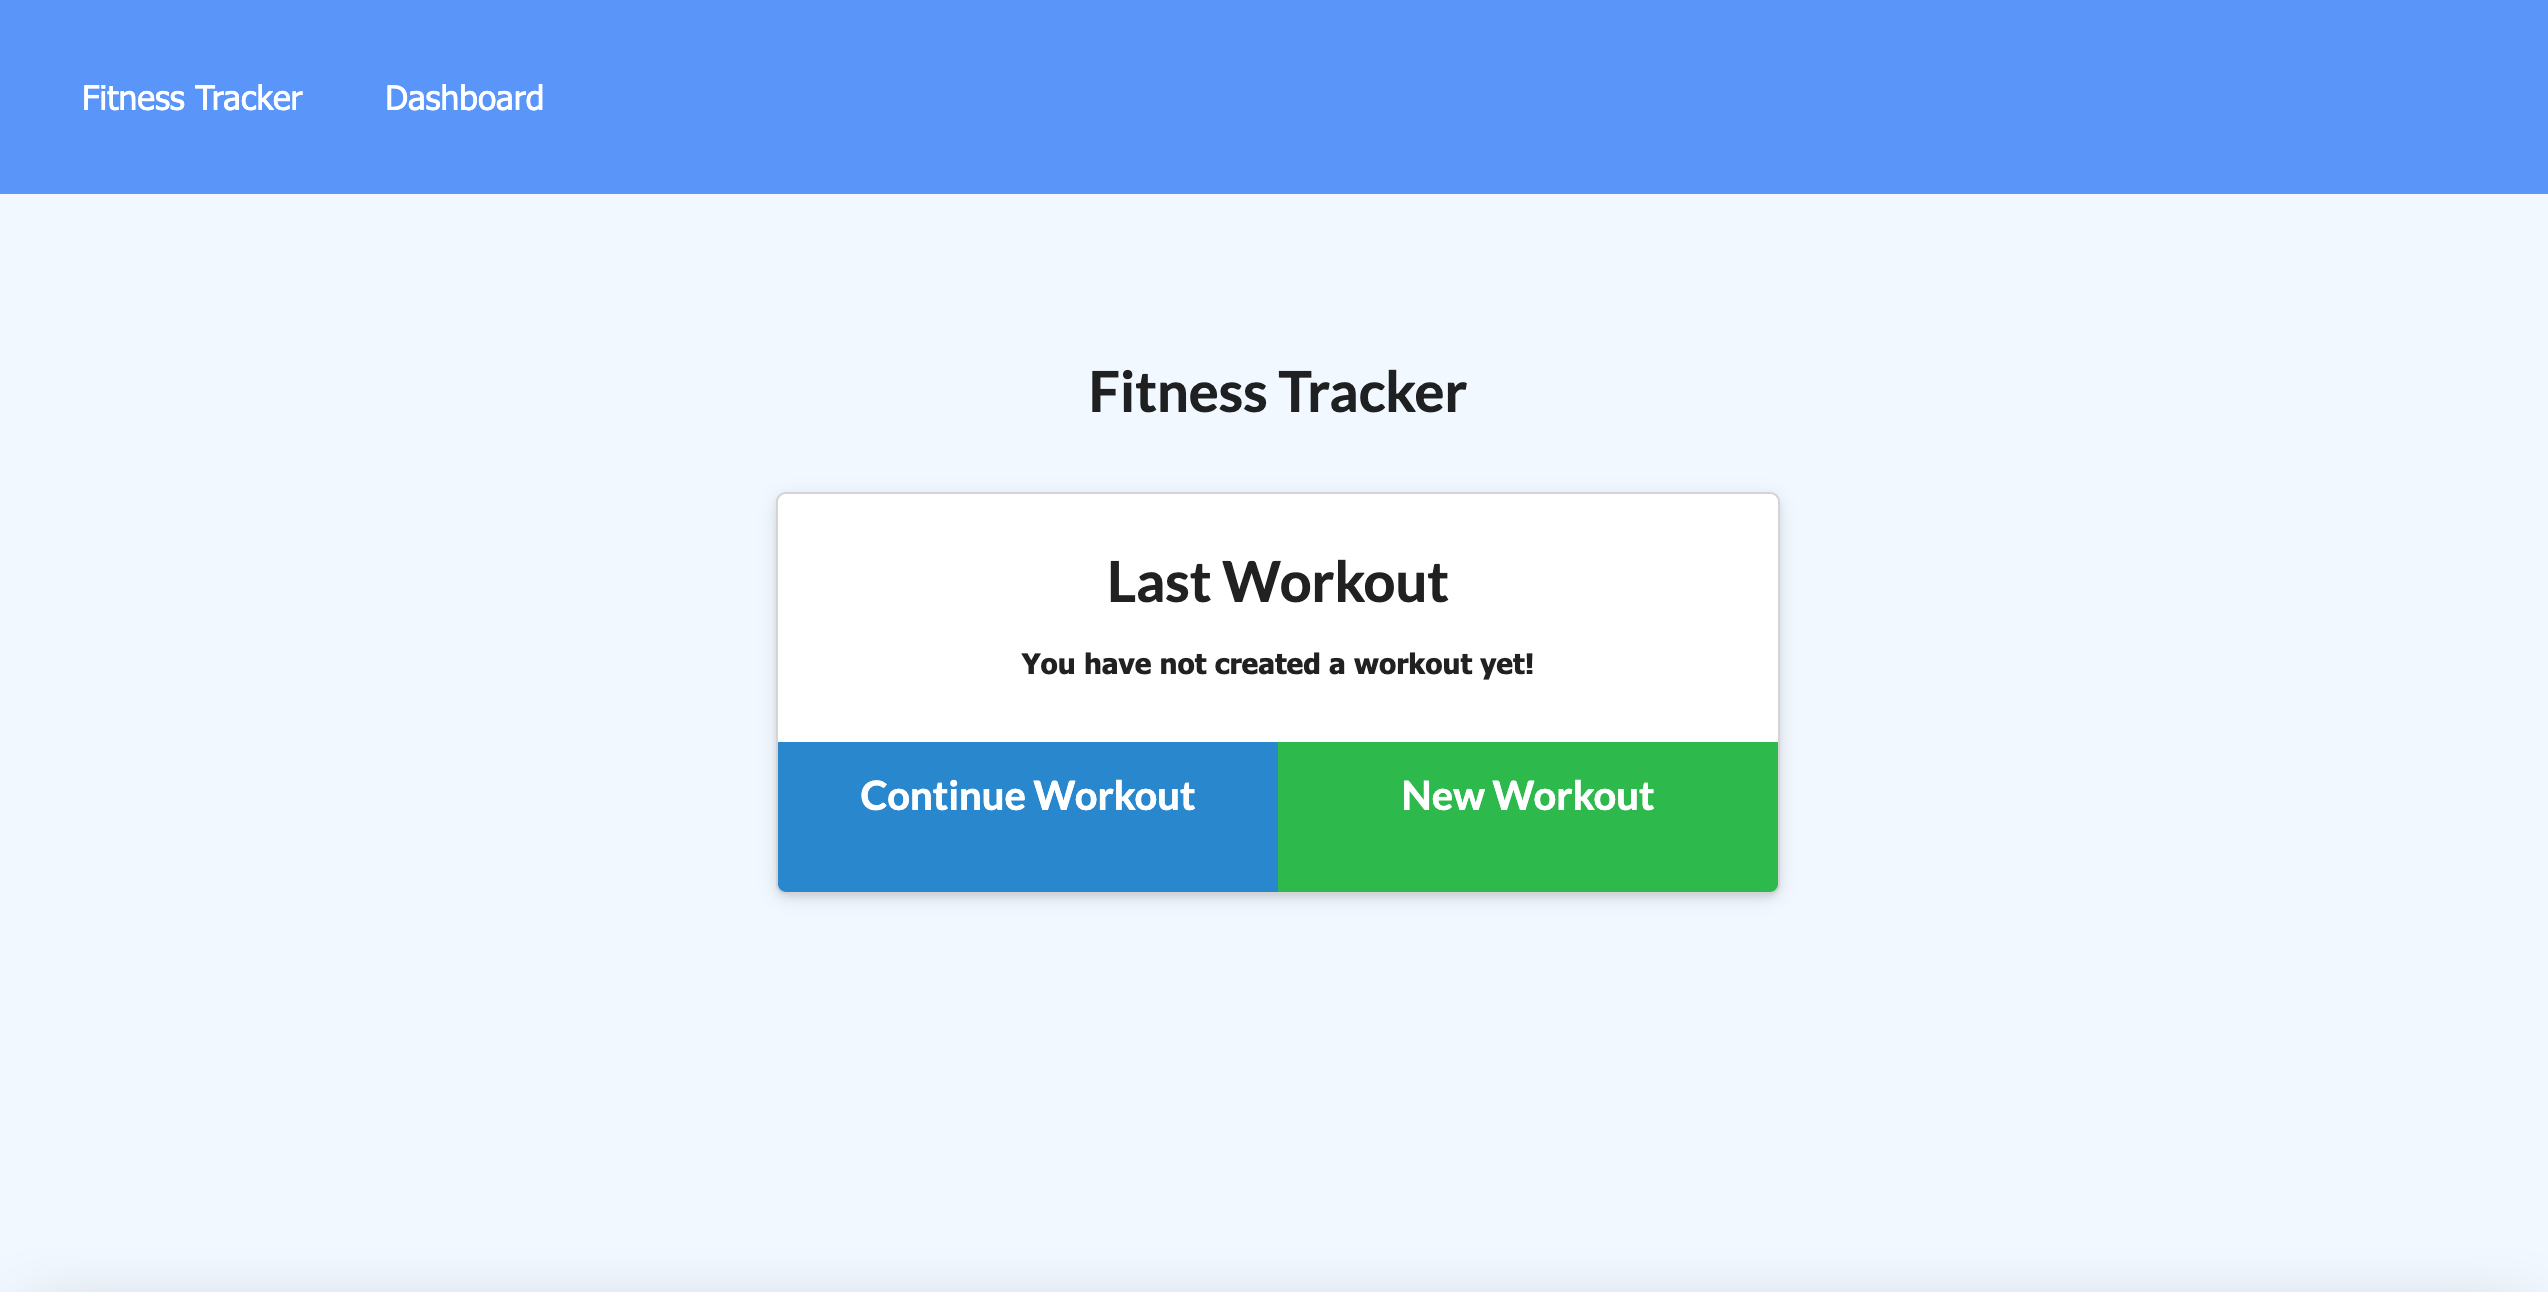 Fitness Tracker Dashboard
Fitness Tracker
Last Workout
You have not created a workout yet!
Continue Workout New Workout